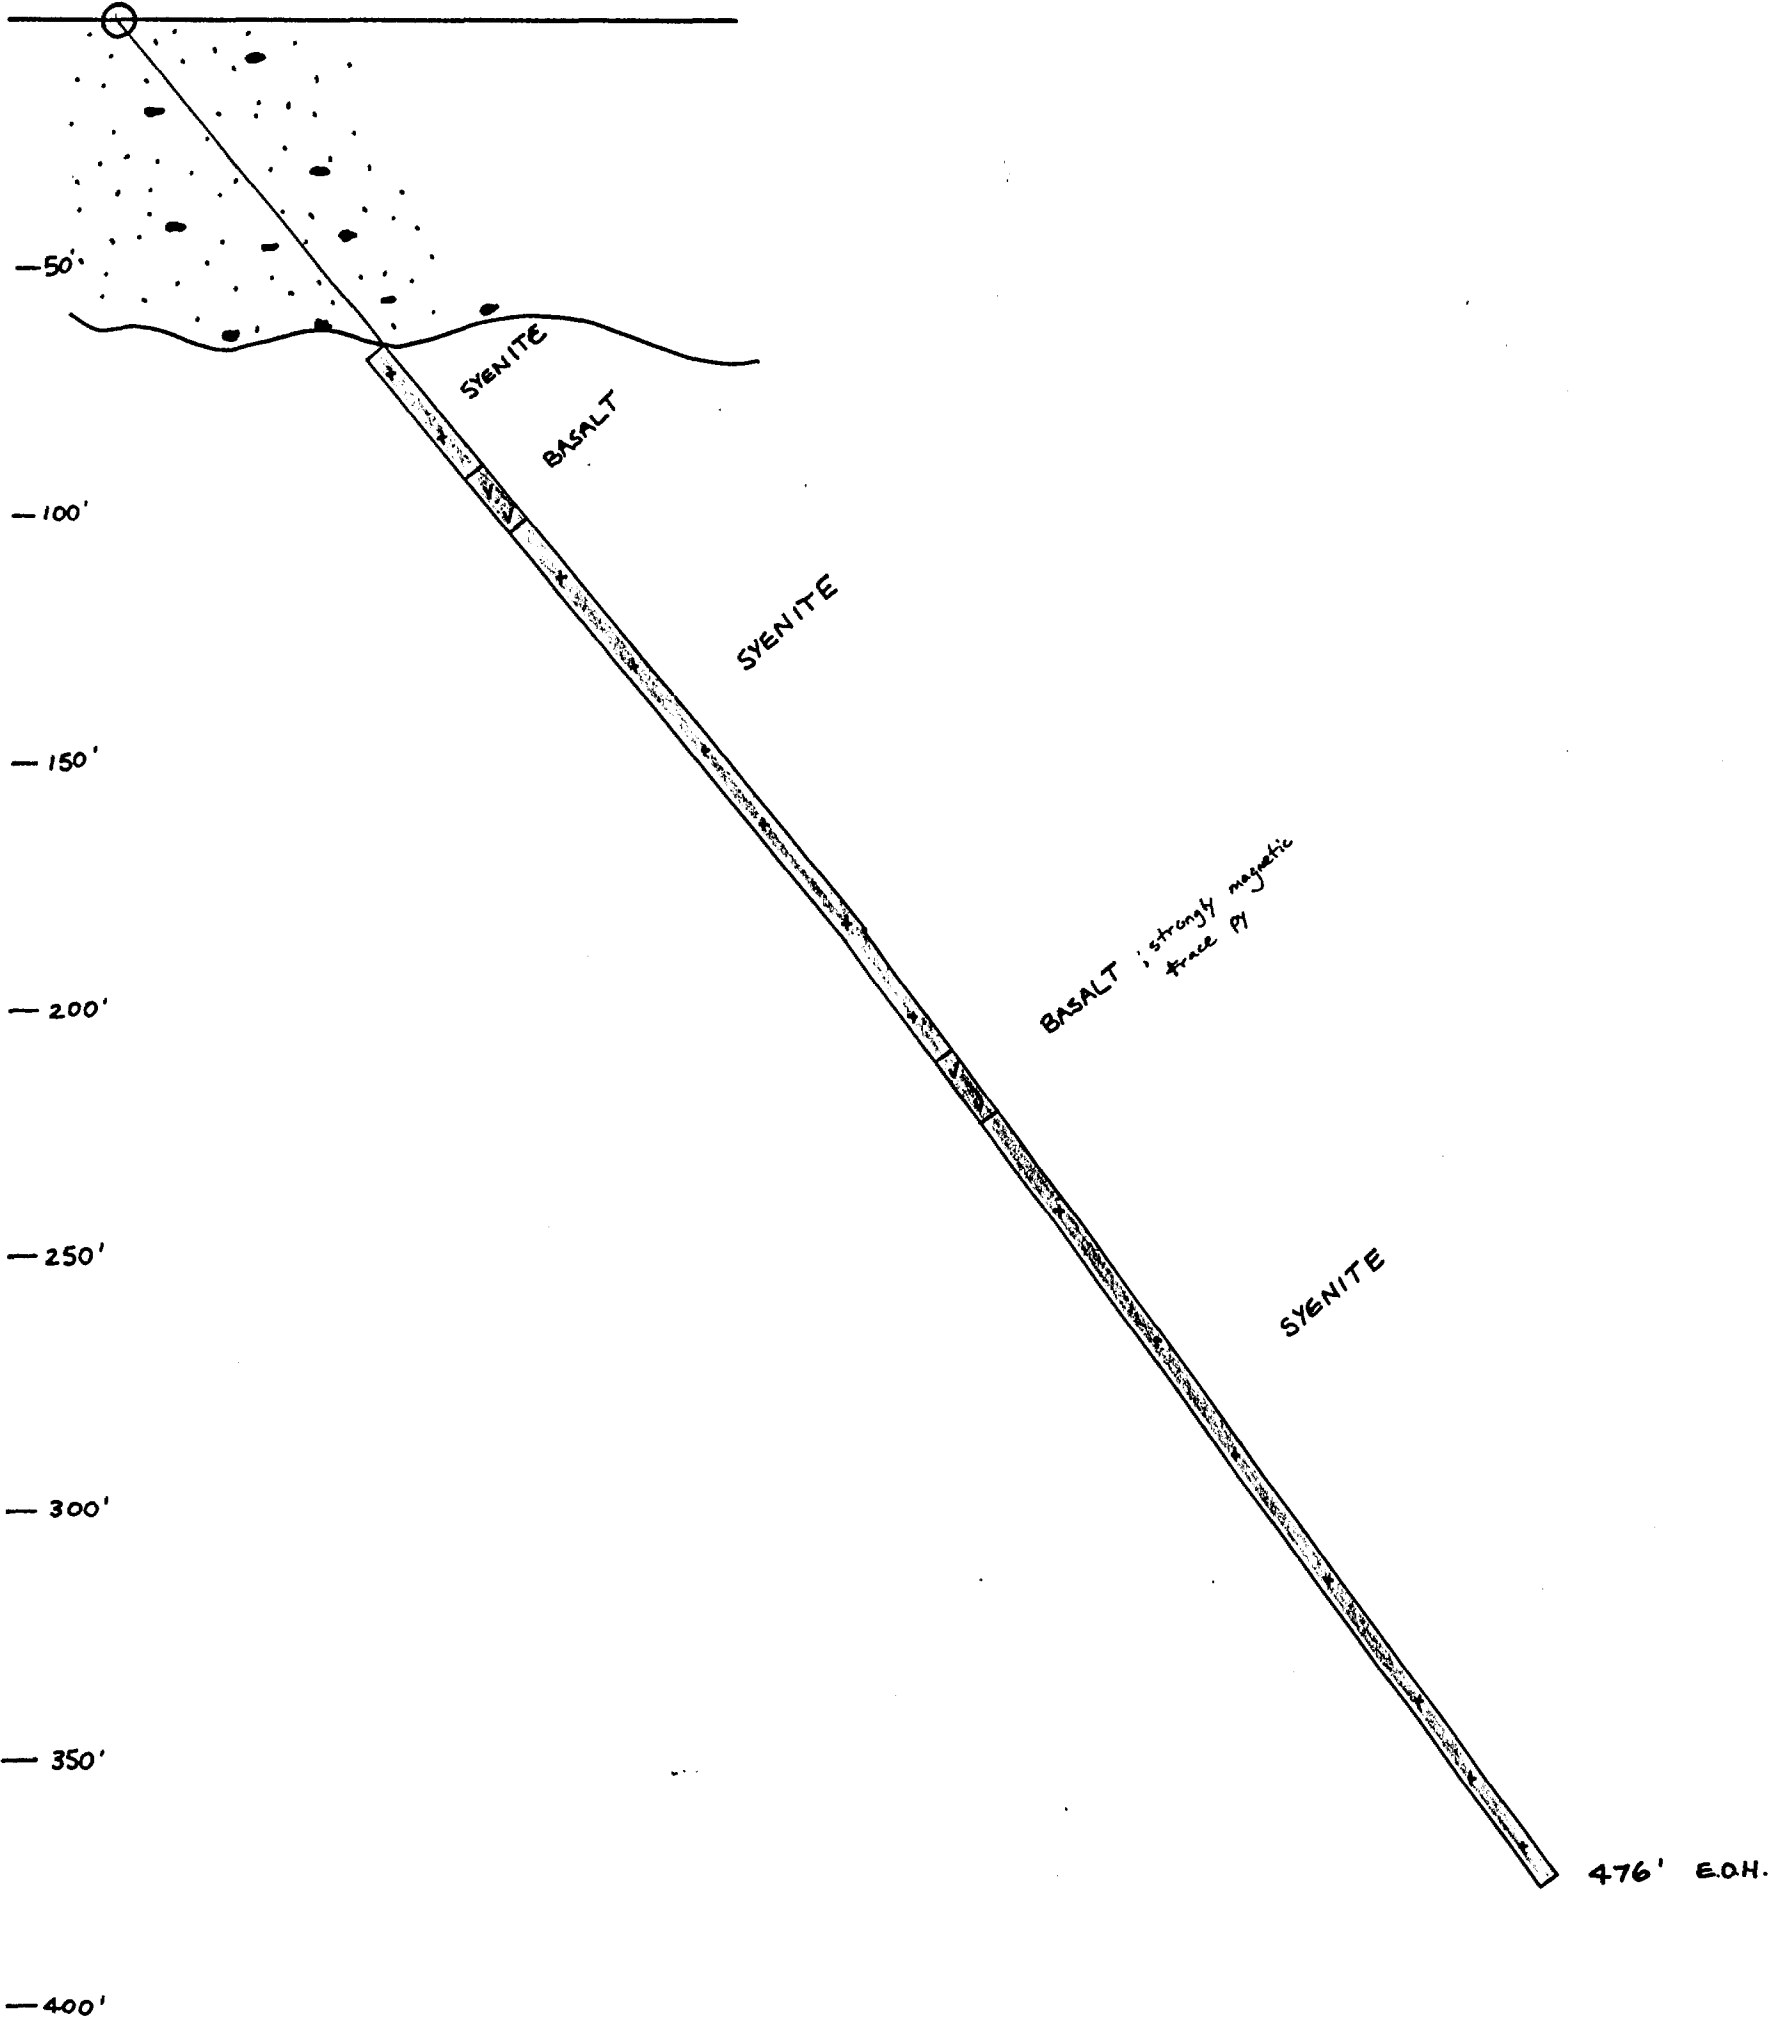 —50'
SYENITE
BASALT
—100'
SYENITE
—150'
BASALT ; strongly magnetic
trace py
—200'
—250'
SYENITE
—300'
—350'
476' E.O.H.
—400'